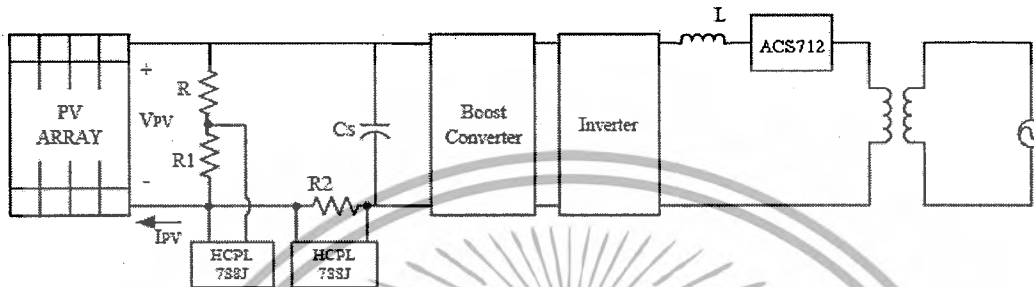 L
ACS712
PV
ARRAY
+
VPV
-
R
R1
Cs
R2
IPV
Boost
Converter
Inverter
HCPL
788J
HCPL
788J